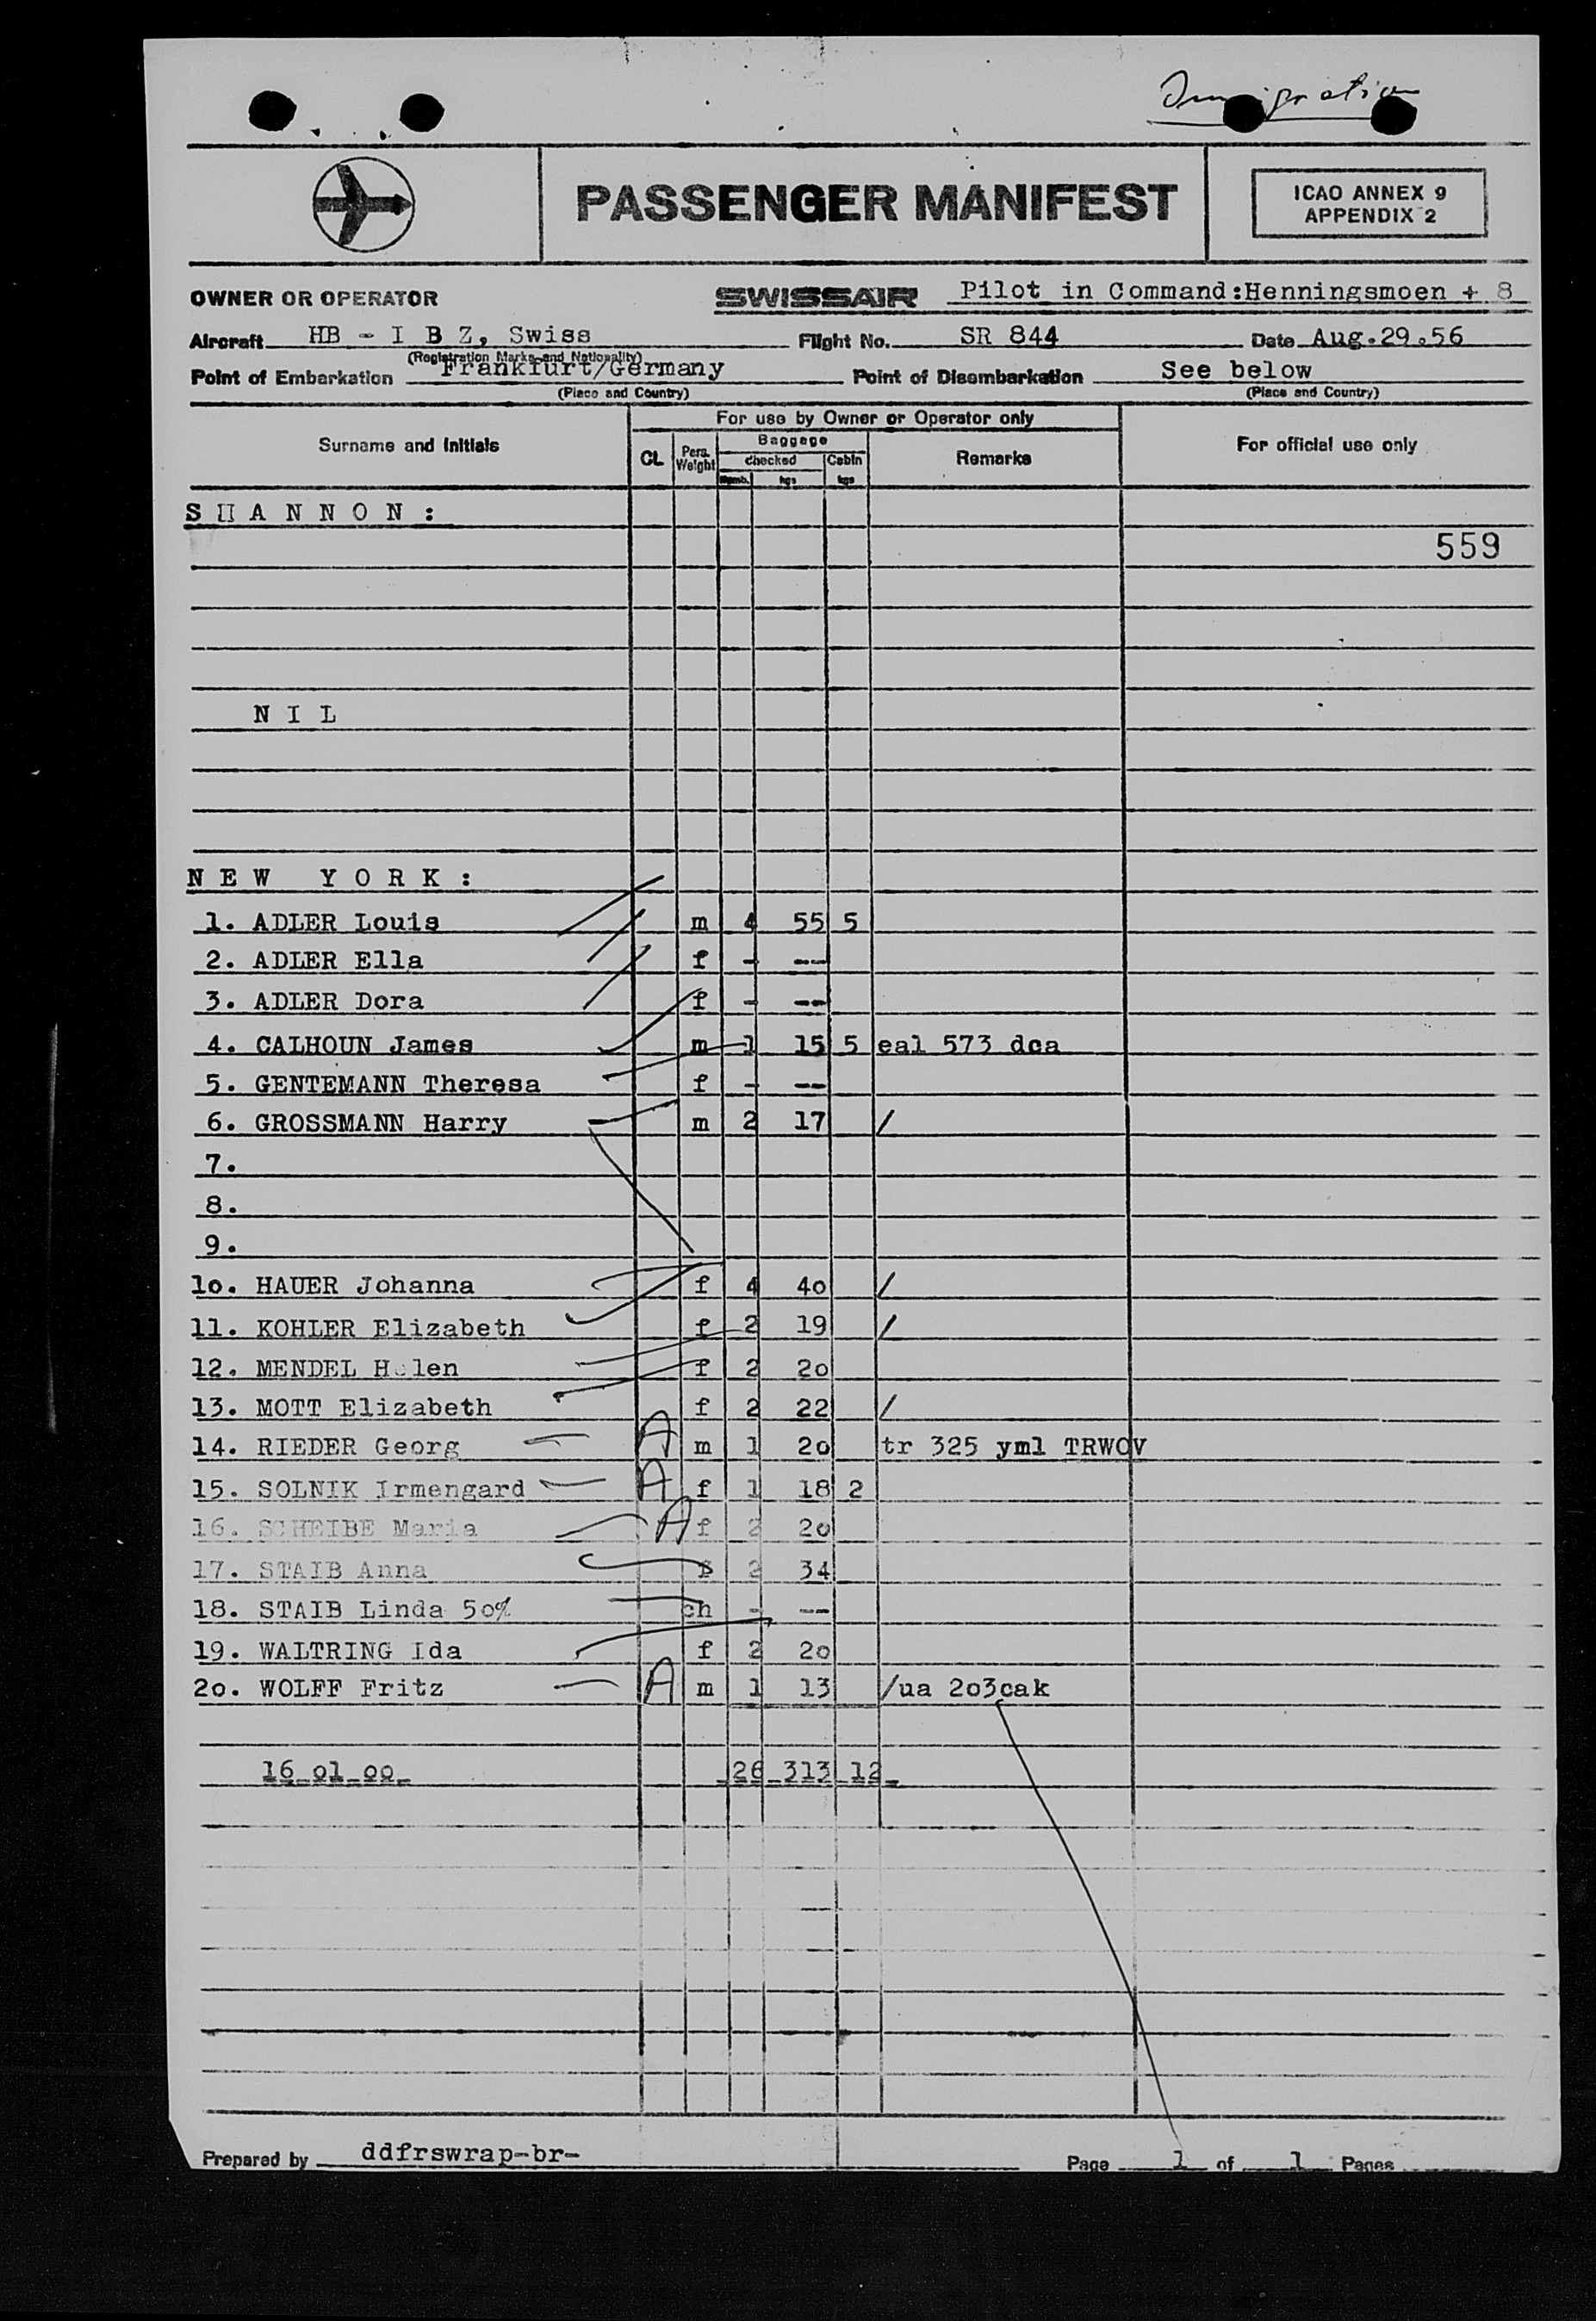 Immigration
PASSENGER MANIFEST
ICAO ANNEX 9
APPENDIX 2
OWNER OR OPERATOR SWISSAIR Pilot in Command:Henningsmoen + 8
Aircraft HB - I B Z, Swiss Flight No. SR 844 Date Aug.29.56
(Registration Marks and Nationality)
Point of Embarkation Frankfurt/Germany Point of Disembarkation See below
(Place and Country) (Place and Country)
For use by Owner or Operator only
Surname and Initials CL Pers. Weight Baggage Remarks For official use only
checked Cabin
Numb. kgs kgs
S H A N N O N :
559
N I L
N E W Y O R K :
1. ADLER Louis m 4 55 5
2. ADLER Ella f - --
3. ADLER Dora f - --
4. CALHOUN James m 1 15 5 eal 573 dca
5. GENTEMANN Theresa f - --
6. GROSSMANN Harry m 2 17 /
7.
8.
9.
1o. HAUER Johanna f 4 4o /
11. KOHLER Elizabeth f 2 19 /
12. MENDEL Helen f 2 2o
13. MOTT Elizabeth f 2 22 /
14. RIEDER Georg A m 1 2o tr 325 yml TRWOV
15. SOLNIK Irmengard A f 1 18 2
16. SCHEIBE Maria A f 2 2o
17. STAIB Anna f 2 34
18. STAIB Linda 5o% ch - --
19. WALTRING Ida f 2 2o
2o. WOLFF Fritz A m 1 13 /ua 2o3cak
16 o1 oo 26 313 12
Prepared by ddfrswrap-br- Page 1 of 1 Pages